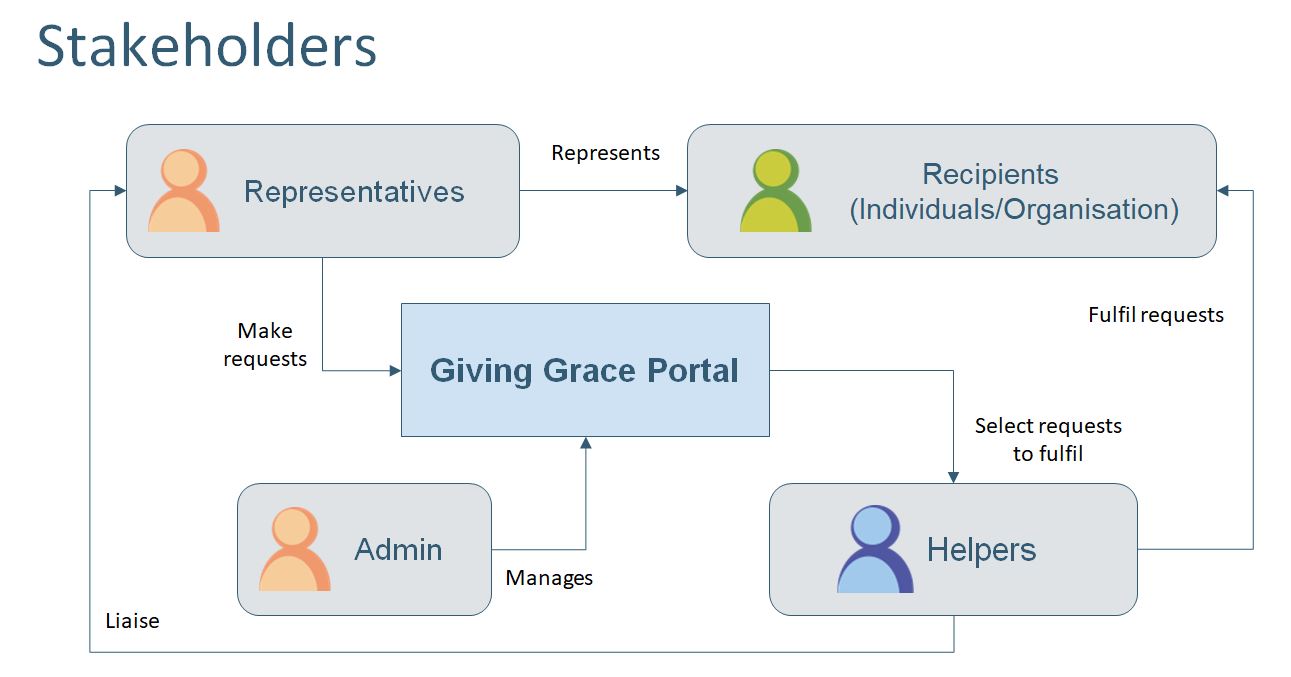 Stakeholders
Represents
Representatives
Recipients
(Individuals/Organisation)
Make
requests
Fulfil requests
Giving Grace Portal
Select requests
to fulfil
Admin
Helpers
Manages
Liaise